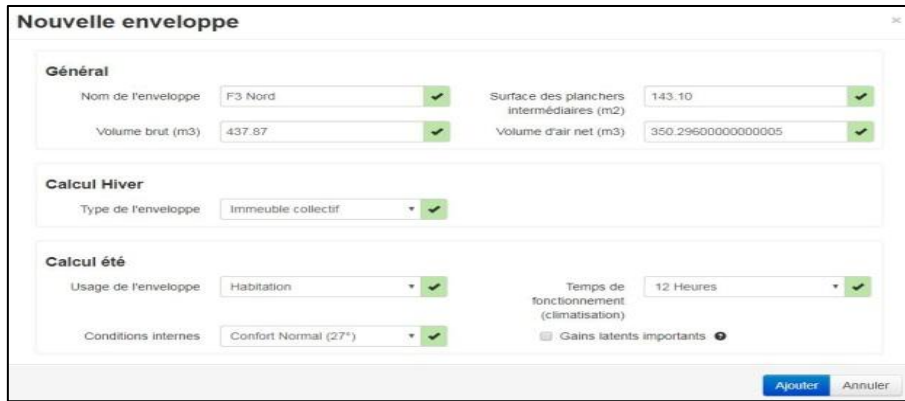 Nouvelle enveloppe
×
Général
Nom de l'enveloppe F3 Nord
Surface des planchers
intermédiaires (m2) 143.10
Volume brut (m3) 437.87
Volume d'air net (m3) 350.29600000000005
Calcul Hiver
Type de l'enveloppe Immeuble collectif
Calcul été
Usage de l'enveloppe Habitation
Temps de
fonctionnement
(climatisation) 12 Heures
Conditions internes Confort Normal (27°)
Gains latents importants ?
Ajouter Annuler